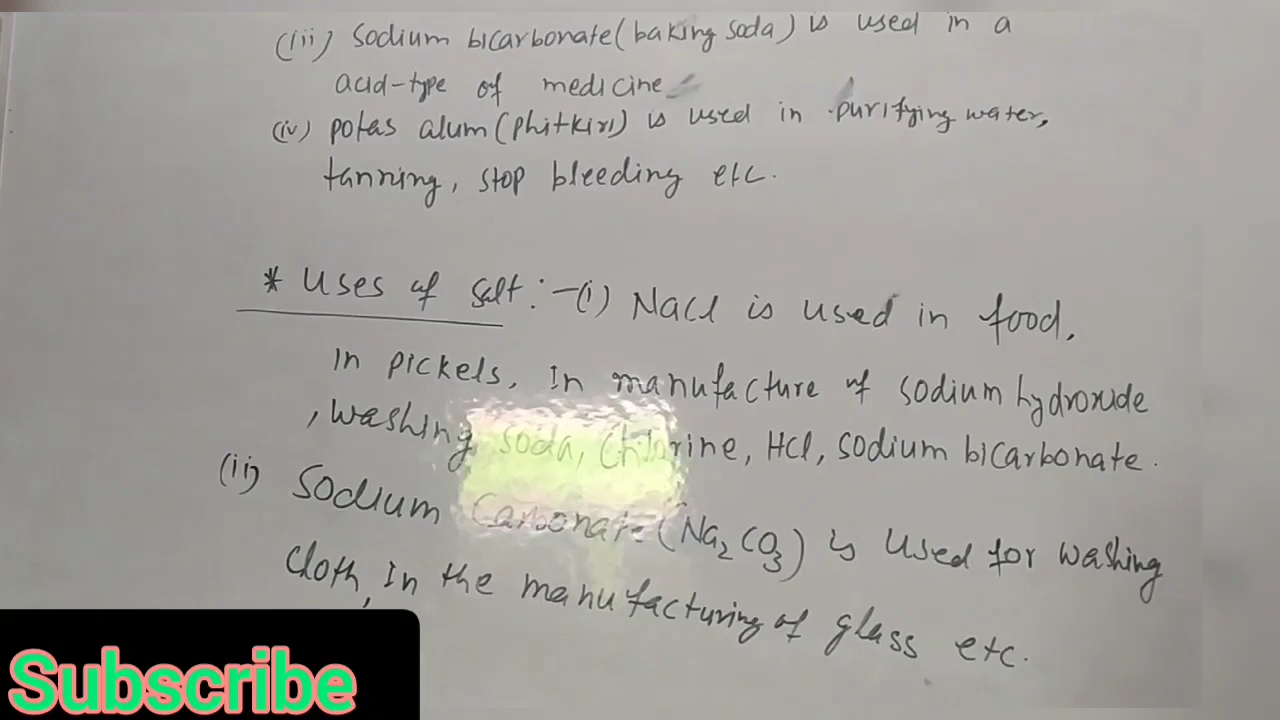 (iii) Sodium bicarbonate (baking soda) is used in a
acid-type of medicine
(iv) potas alum (phitkiri) is used in purifying water,
tanning, stop bleeding etc.
* Uses of Salt :- (i) NaCl is used in food,
in pickels, In manufacture of sodium hydroxide
, washing soda, Chlorine, HCl, sodium bicarbonate.
(ii) Sodium Carbonate (Na2CO3) is used for washing
cloth, In the manufacturing of glass etc.
Subscribe